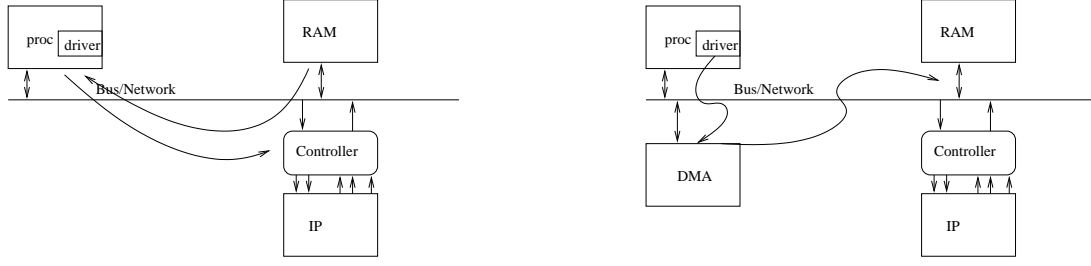 proc
driver
RAM
Bus/Network
Controller
IP
proc
driver
RAM
Bus/Network
Controller
DMA
IP